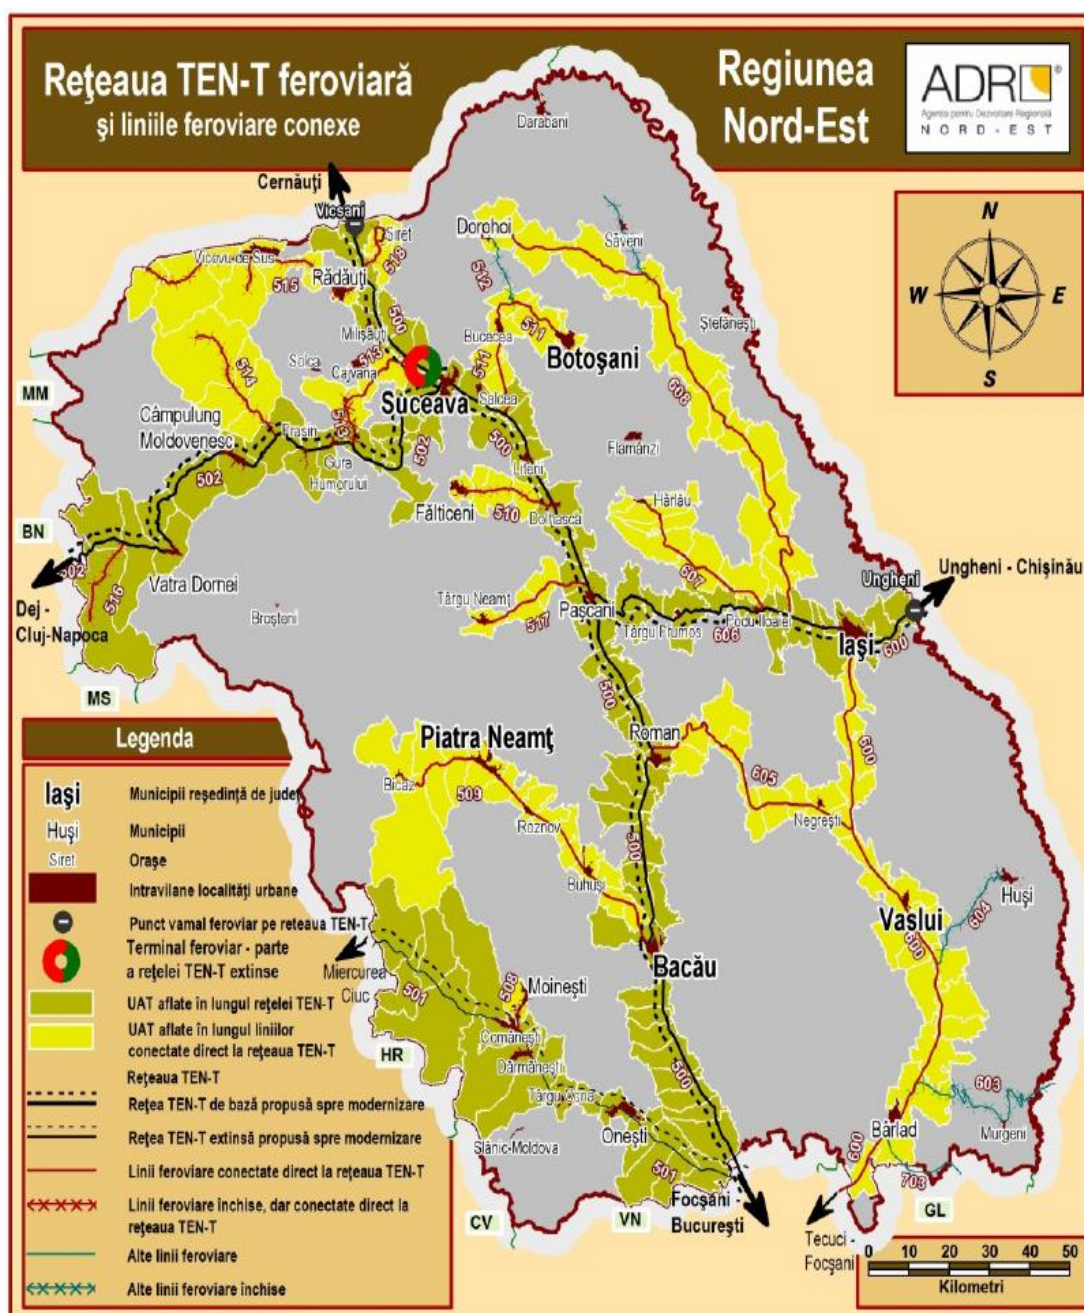 Reţeaua TEN-T feroviară
şi liniile feroviare conexe
Regiunea
Nord-Est
ADR
Agenţia pentru Dezvoltare Regională
NORD-EST
Darabani
Cernăuţi
Vicşani
Siret
518
Dorohoi
Săveni
N
W
E
S
Vicovu de Sus
515
Rădăuţi
500
512
Ştefăneşti
Milişăuţi
Bucecea
511
Botoşani
Solca
513
Cajvana
514
Suceava
511
Salcea
608
MM
Câmpulung
Moldovenesc
Frasin
513
Gura
Humorului
502
500
Liteni
Flamânzi
502
Fălticeni
510
Dolhasca
Hârlău
BN
502
516
Vatra Dornei
607
Ungheni
Ungheni - Chişinău
Dej -
Cluj-Napoca
Broşteni
Târgu Neamţ
517
Paşcani
Târgu Frumos
Podu Iloaiei
606
Iaşi
600
MS
500
600
Piatra Neamţ
Roman
Bicaz
509
605
Roznov
Negreşti
500
Buhuşi
Huşi
604
Vaslui
600
Bacău
Miercurea
Ciuc
501
508
Moineşti
Comăneşti
HR
Dărmăneşti
500
Târgu Ocna
603
Oneşti
Slănic-Moldova
Bârlad
Murgeni
501
600
703
Focşani
Bucureşti
CV
VN
GL
Tecuci -
Focşani
0 10 20 30 40 50
Kilometri
Legenda
Iaşi Municipii reşedinţă de judeţ
Huşi Municipii
Siret Oraşe
Intravilane localităţi urbane
Punct vamal feroviar pe reteaua TEN-T
Terminal feroviar - parte
a reţelei TEN-T extinse
UAT aflate în lungul reţelei TEN-T
UAT aflate în lungul liniilor
conectate direct la reţeaua TEN-T
Reţeaua TEN-T
Reţea TEN-T de bază propusă spre modernizare
Reţea TEN-T extinsă propusă spre modernizare
Linii feroviare conectate direct la reţeaua TEN-T
Linii feroviare închise, dar conectate direct la
reţeaua TEN-T
Alte linii feroviare
Alte linii feroviare închise